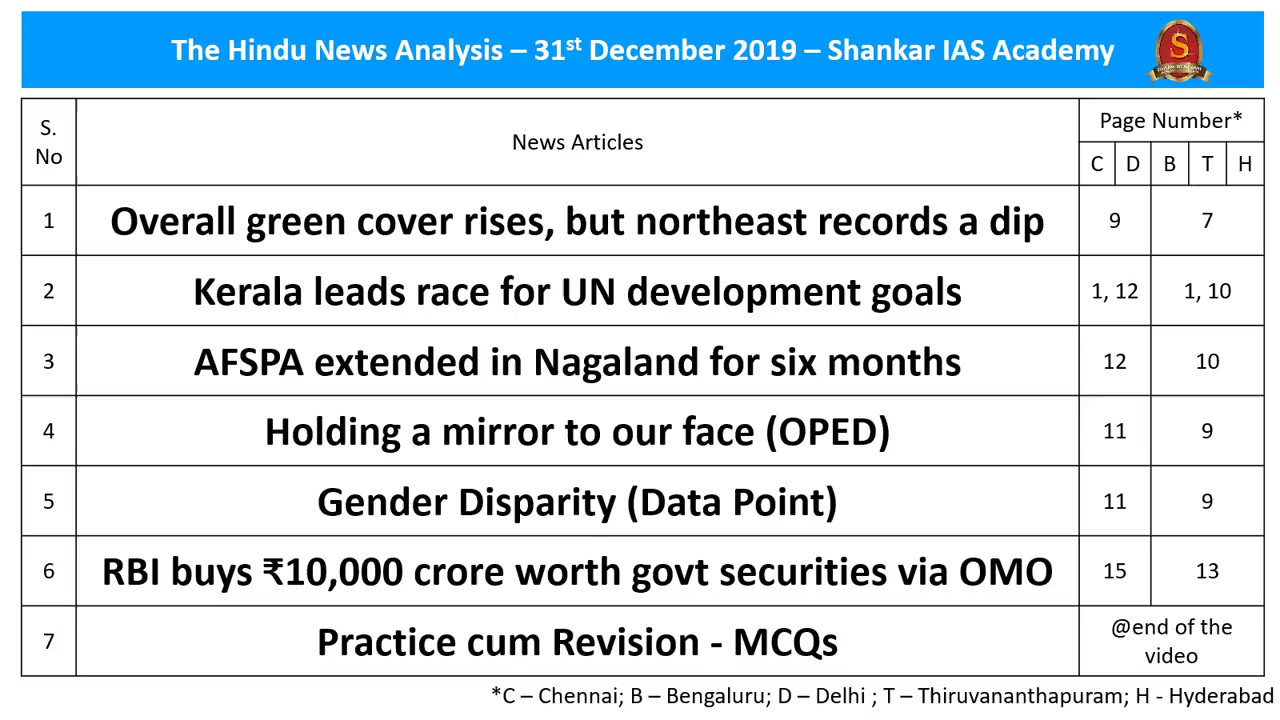 The Hindu News Analysis – 31st December 2019 – Shankar IAS Academy
S
S. No
News Articles
Page Number*
C D B T H
1 Overall green cover rises, but northeast records a dip 9 7
2 Kerala leads race for UN development goals 1, 12 1, 10
3 AFSPA extended in Nagaland for six months 12 10
4 Holding a mirror to our face (OPED) 11 9
5 Gender Disparity (Data Point) 11 9
6 RBI buys ₹10,000 crore worth govt securities via OMO 15 13
7 Practice cum Revision - MCQs @end of the
video
*C – Chennai; B – Bengaluru; D – Delhi ; T – Thiruvananthapuram; H - Hyderabad